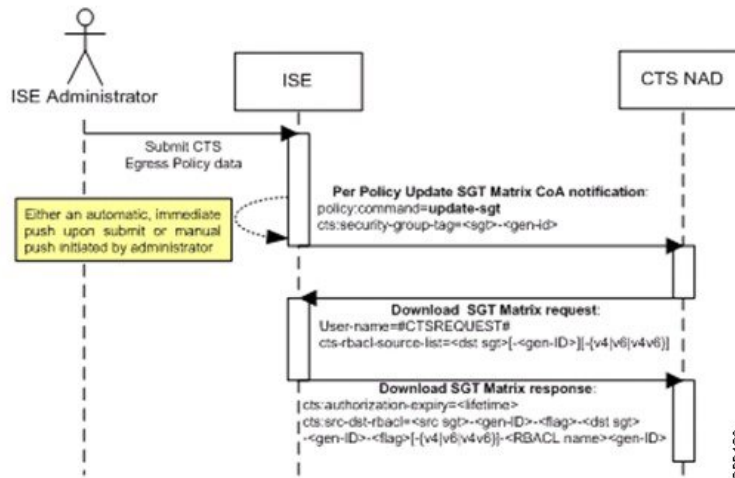 ISE Administrator
ISE
CTS NAD
Submit CTS
Egress Policy data
Either an automatic, immediate
push upon submit or manual
push initiated by administrator
Per Policy Update SGT Matrix CoA notification:
policy:command=update-sgt
cts:security-group-tag=<sgt>-<gen-id>
Download SGT Matrix request:
User-name=#CTSREQUEST#
cts-rbacl-source-list=<dst sgt>[-<gen-ID>][-{v4|v6|v4v6}]
Download SGT Matrix response:
cts:authorization-expiry=<lifetime>
cts:src-dst-rbacl=<src sgt>-<gen-ID>-<flag>-<dst sgt>
-<gen-ID>-<flag>[-{v4|v6|v4v6}]-<RBACL name><gen-ID>